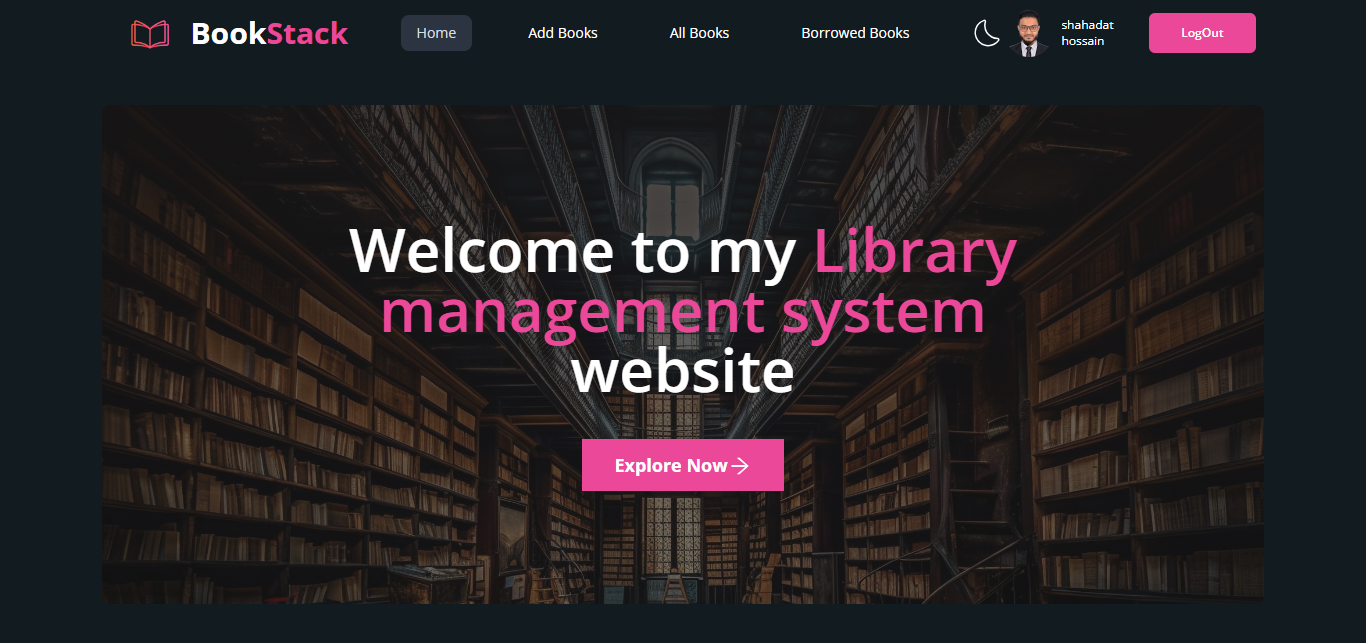 BookStack
Home
Add Books
All Books
Borrowed Books
shahadat
hossain
LogOut
Welcome to my Library
management system
website
Explore Now